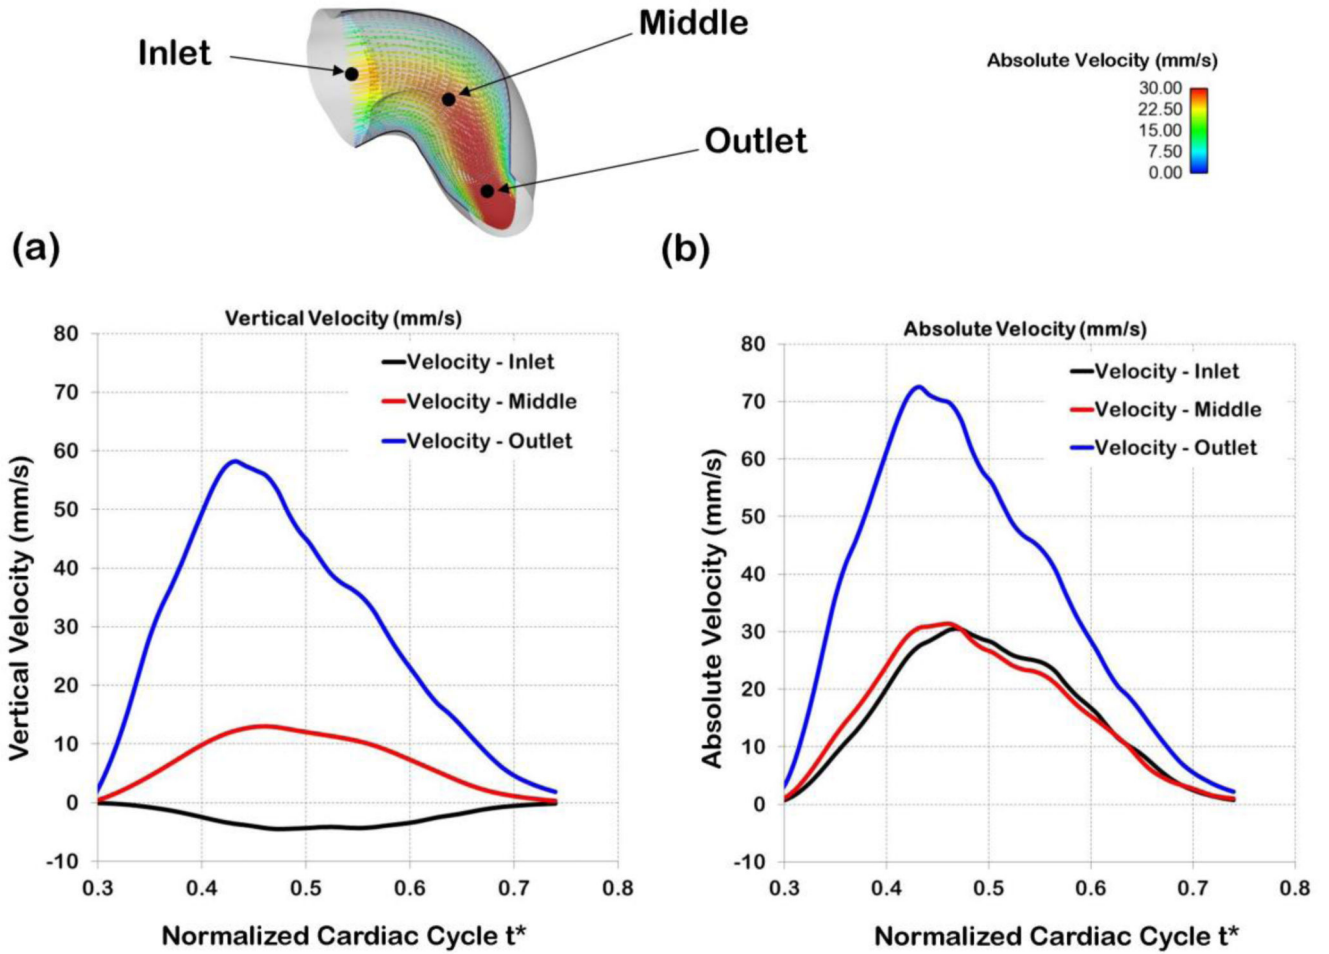 Middle
Inlet
Outlet
Absolute Velocity (mm/s)
30.00
22.50
15.00
7.50
0.00
(a)
Vertical Velocity (mm/s)
Velocity - Inlet
Velocity - Middle
Velocity - Outlet
80
70
60
50
40
30
20
10
0
-10
Vertical Velocity (mm/s)
0.3 0.4 0.5 0.6 0.7 0.8
Normalized Cardiac Cycle t*
(b)
Absolute Velocity (mm/s)
Velocity - Inlet
Velocity - Middle
Velocity - Outlet
80
70
60
50
40
30
20
10
0
-10
Absolute Velocity (mm/s)
0.3 0.4 0.5 0.6 0.7 0.8
Normalized Cardiac Cycle t*